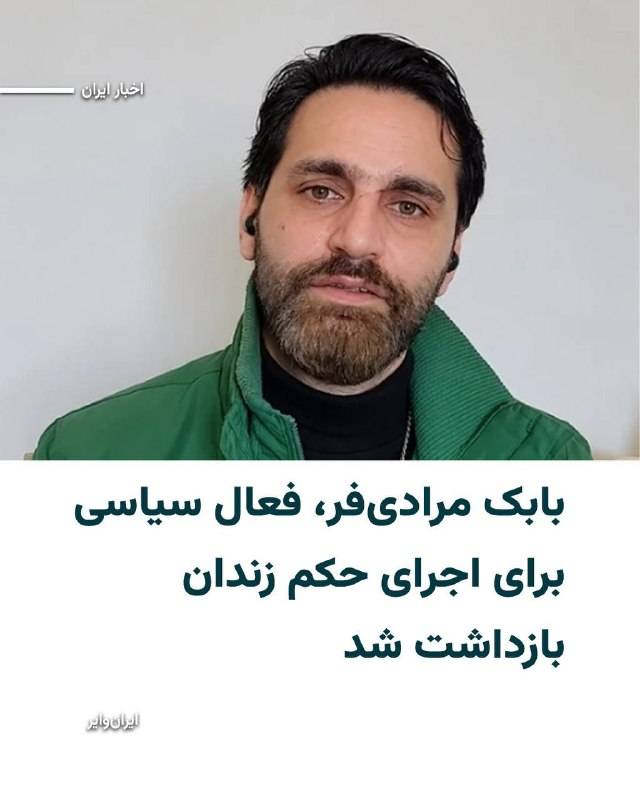 اخبار ایران
بابک مرادی‌فر، فعال سیاسی
برای اجرای حکم زندان
بازداشت شد
ایران‌وایر